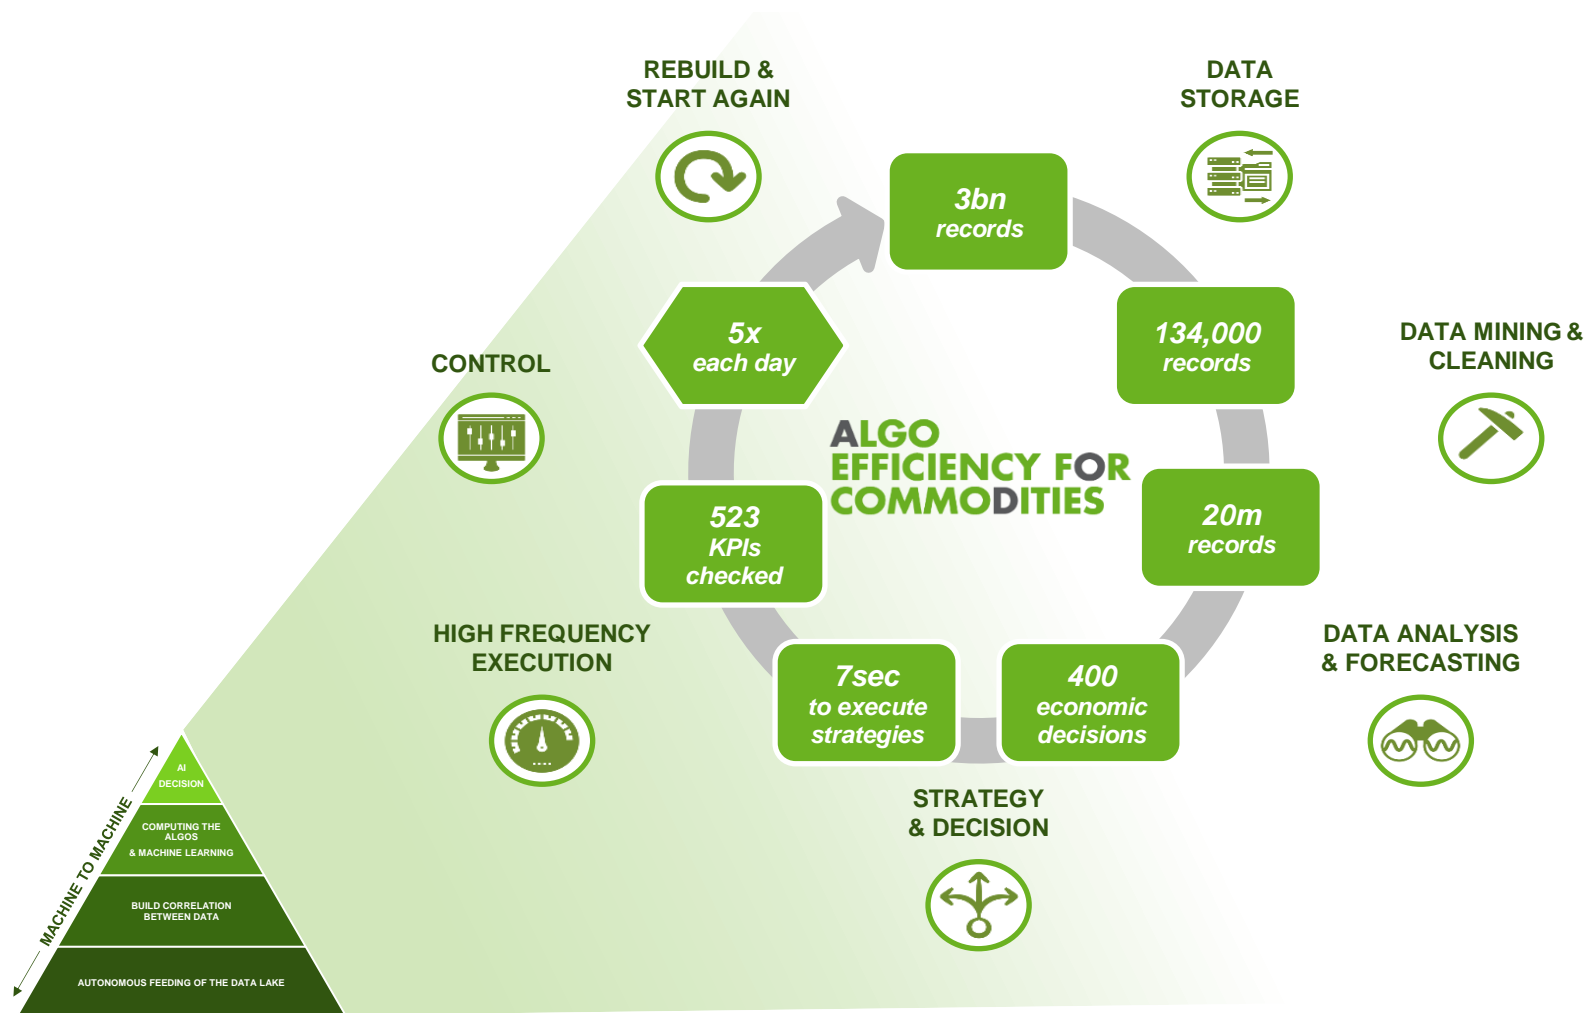 REBUILD &
START AGAIN
DATA
STORAGE
3bn
records
5x
each day
134,000
records
DATA MINING &
CLEANING
CONTROL
ALGO
EFFICIENCY FOR
COMMODITIES
523
KPIs
checked
20m
records
HIGH FREQUENCY
EXECUTION
DATA ANALYSIS
& FORECASTING
7sec
to execute
strategies
400
economic
decisions
STRATEGY
& DECISION
MACHINE TO MACHINE
AI
DECISION
COMPUTING THE
ALGOS
& MACHINE LEARNING
BUILD CORRELATION
BETWEEN DATA
AUTONOMOUS FEEDING OF THE DATA LAKE